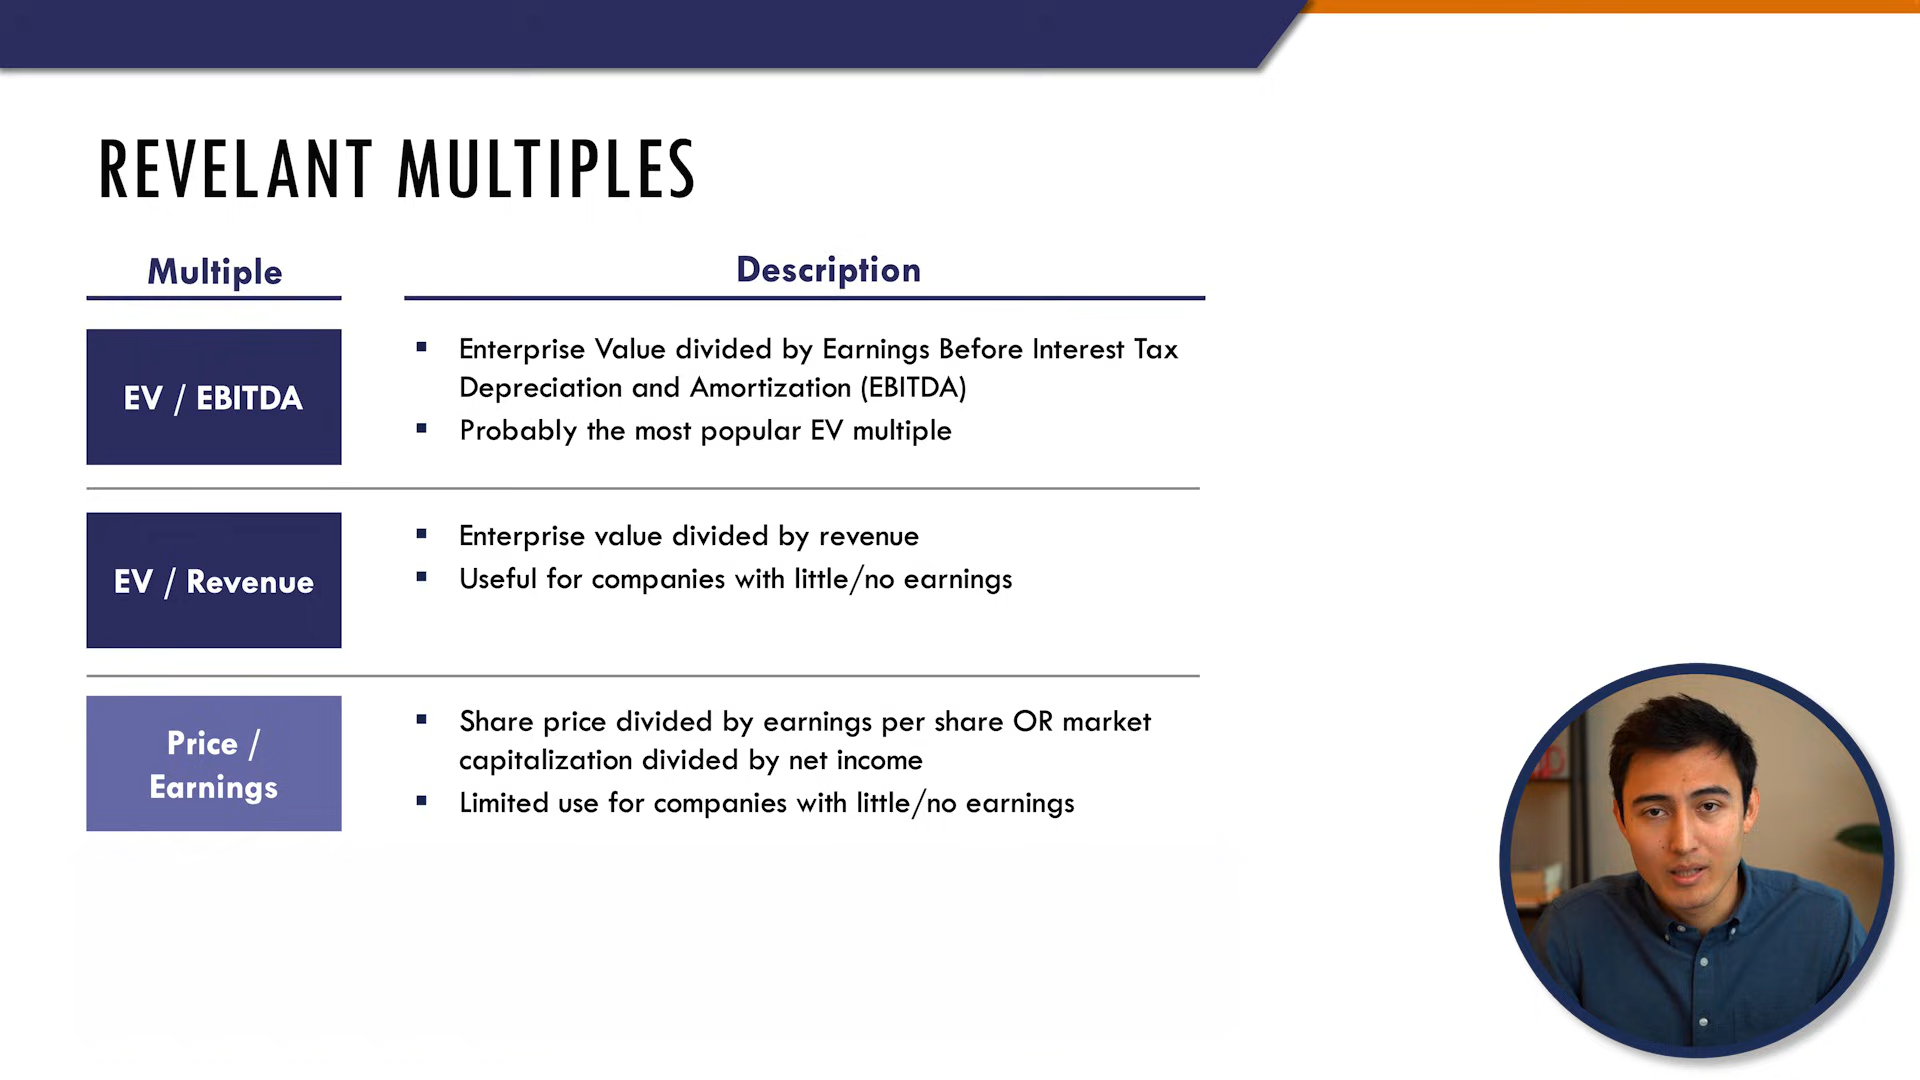 REVELANT MULTIPLES
Multiple
Description
EV / EBITDA
▪ Enterprise Value divided by Earnings Before Interest Tax
Depreciation and Amortization (EBITDA)
▪ Probably the most popular EV multiple
EV / Revenue
▪ Enterprise value divided by revenue
▪ Useful for companies with little/no earnings
Price /
Earnings
▪ Share price divided by earnings per share OR market
capitalization divided by net income
▪ Limited use for companies with little/no earnings